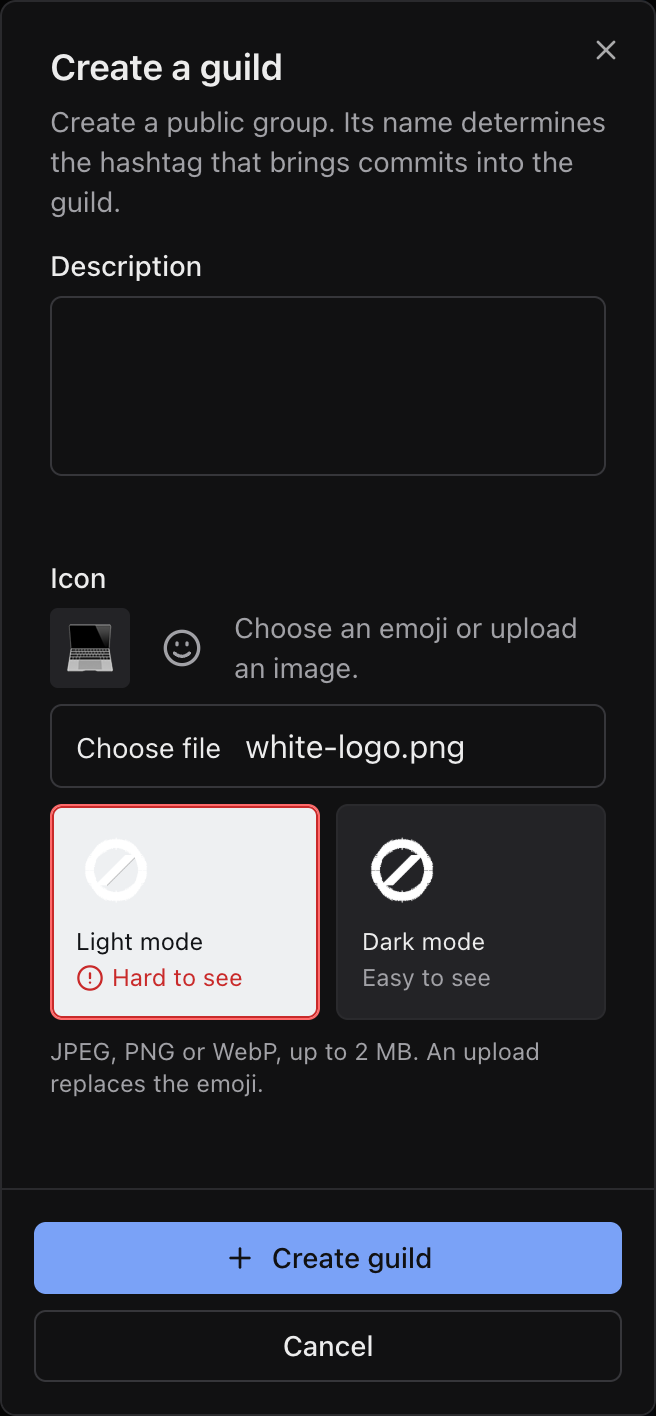 Create a guild
Create a public group. Its name determines
the hashtag that brings commits into the
guild.
Description
Icon
Choose an emoji or upload
an image.
Choose file white-logo.png
Light mode
Hard to see
Dark mode
Easy to see
JPEG, PNG or WebP, up to 2 MB. An upload
replaces the emoji.
+ Create guild
Cancel